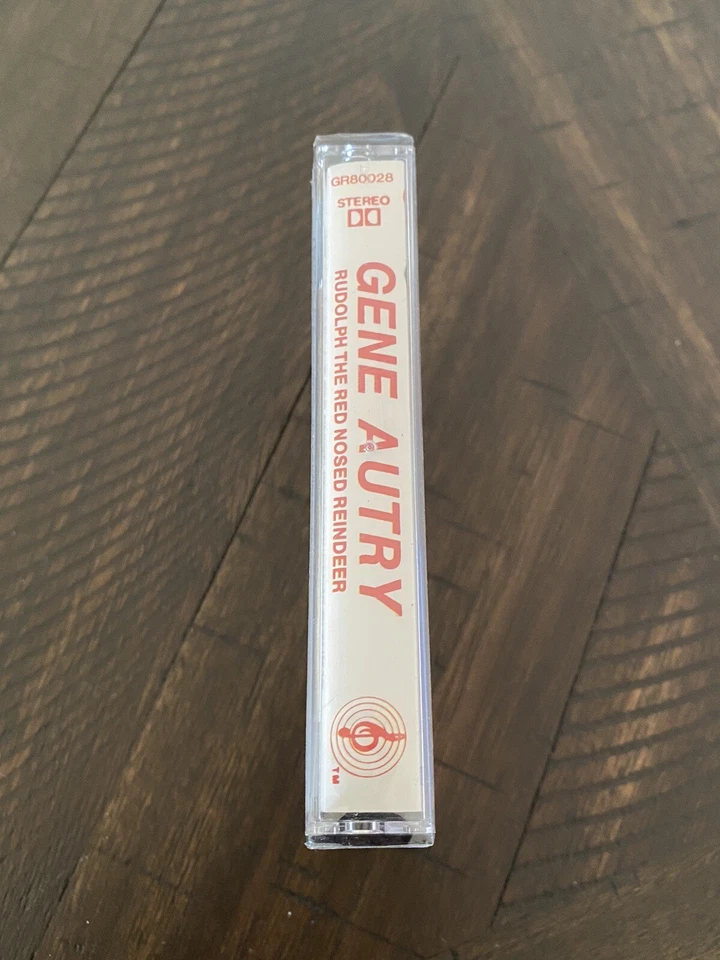 GR80028
STEREO
GENE AUTRY
RUDOLPH THE RED NOSED REINDEER
TM